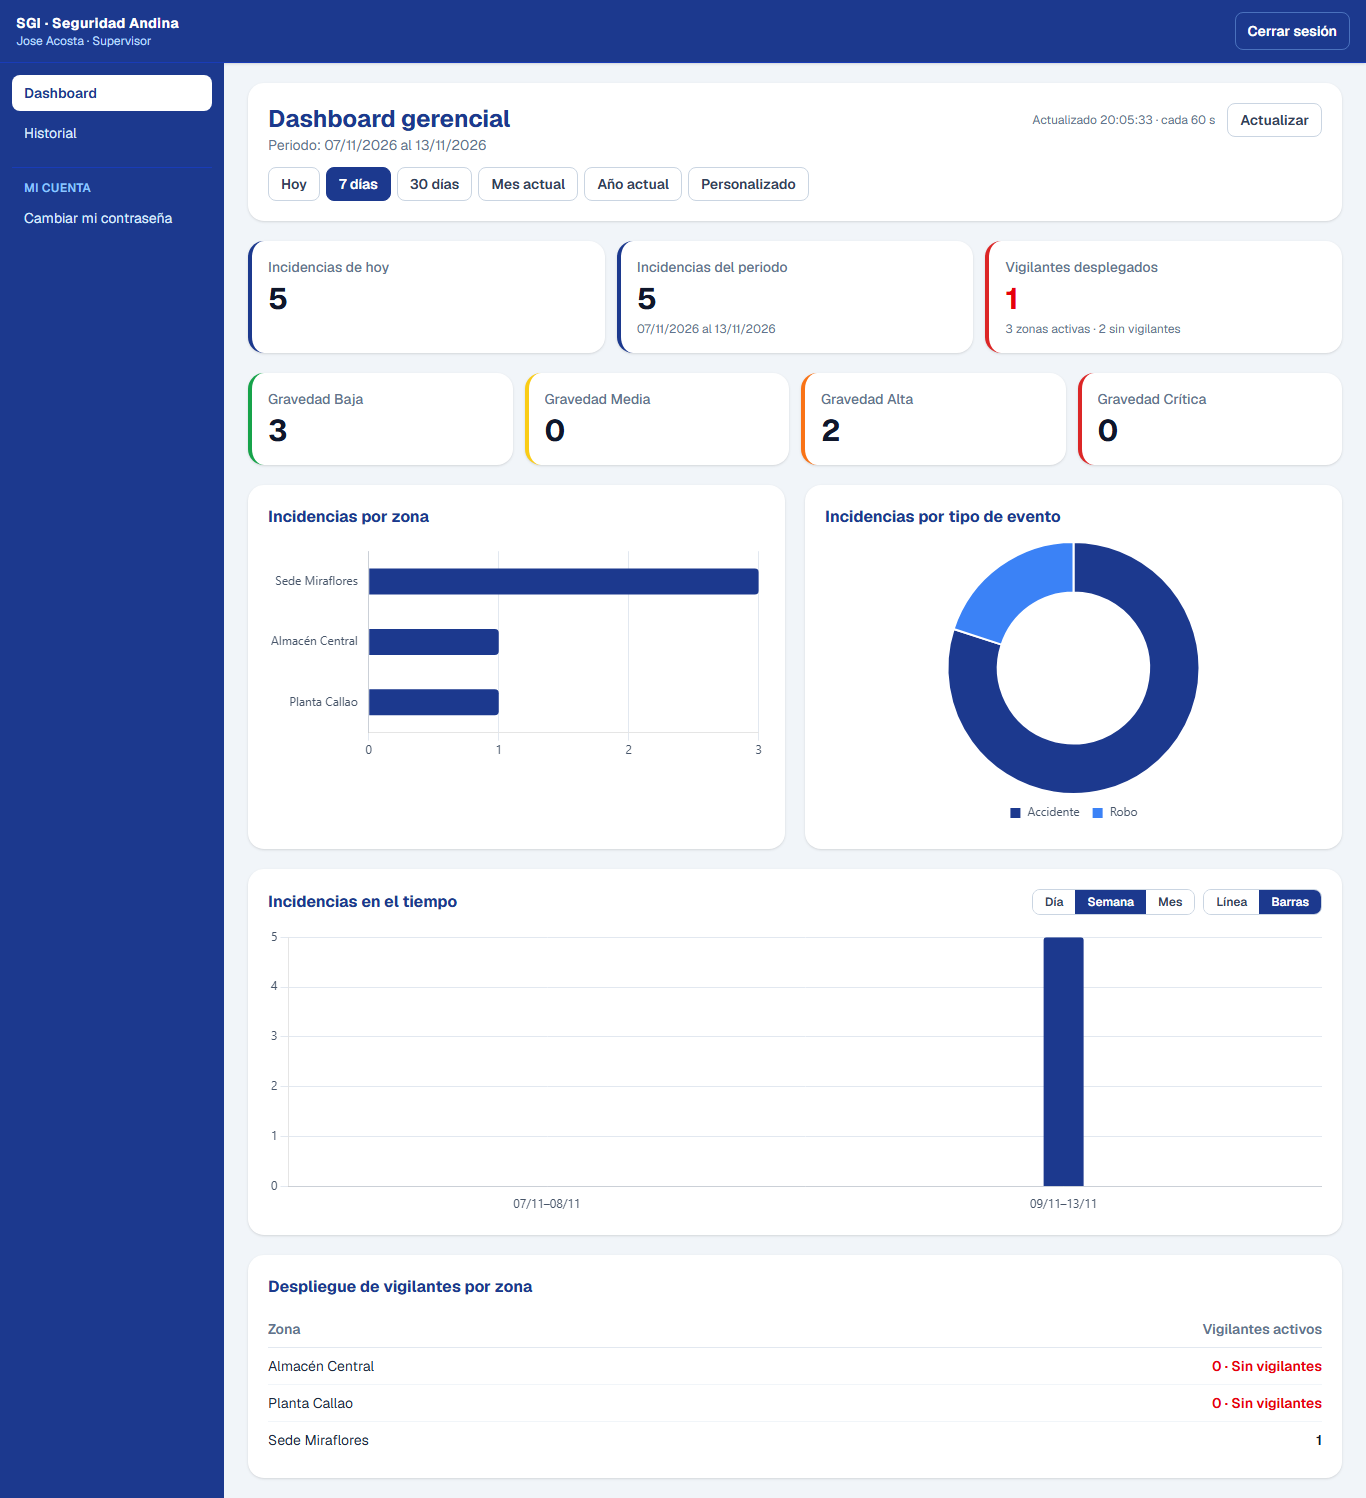 SGI · Seguridad Andina
Jose Acosta · Supervisor
Cerrar sesión
Dashboard
Historial
MI CUENTA
Cambiar mi contraseña
Dashboard gerencial
Periodo: 07/11/2026 al 13/11/2026
Actualizado 20:05:33 · cada 60 s
Actualizar
Hoy
7 días
30 días
Mes actual
Año actual
Personalizado
Incidencias de hoy
5
Incidencias del periodo
5
07/11/2026 al 13/11/2026
Vigilantes desplegados
1
3 zonas activas · 2 sin vigilantes
Gravedad Baja
3
Gravedad Media
0
Gravedad Alta
2
Gravedad Crítica
0
Incidencias por zona
Sede Miraflores
Almacén Central
Planta Callao
0 1 2 3
Incidencias por tipo de evento
Accidente Robo
Incidencias en el tiempo
Día Semana Mes
Línea Barras
5
4
3
2
1
0
07/11–08/11 09/11–13/11
Despliegue de vigilantes por zona
Zona Vigilantes activos
Almacén Central 0 · Sin vigilantes
Planta Callao 0 · Sin vigilantes
Sede Miraflores 1